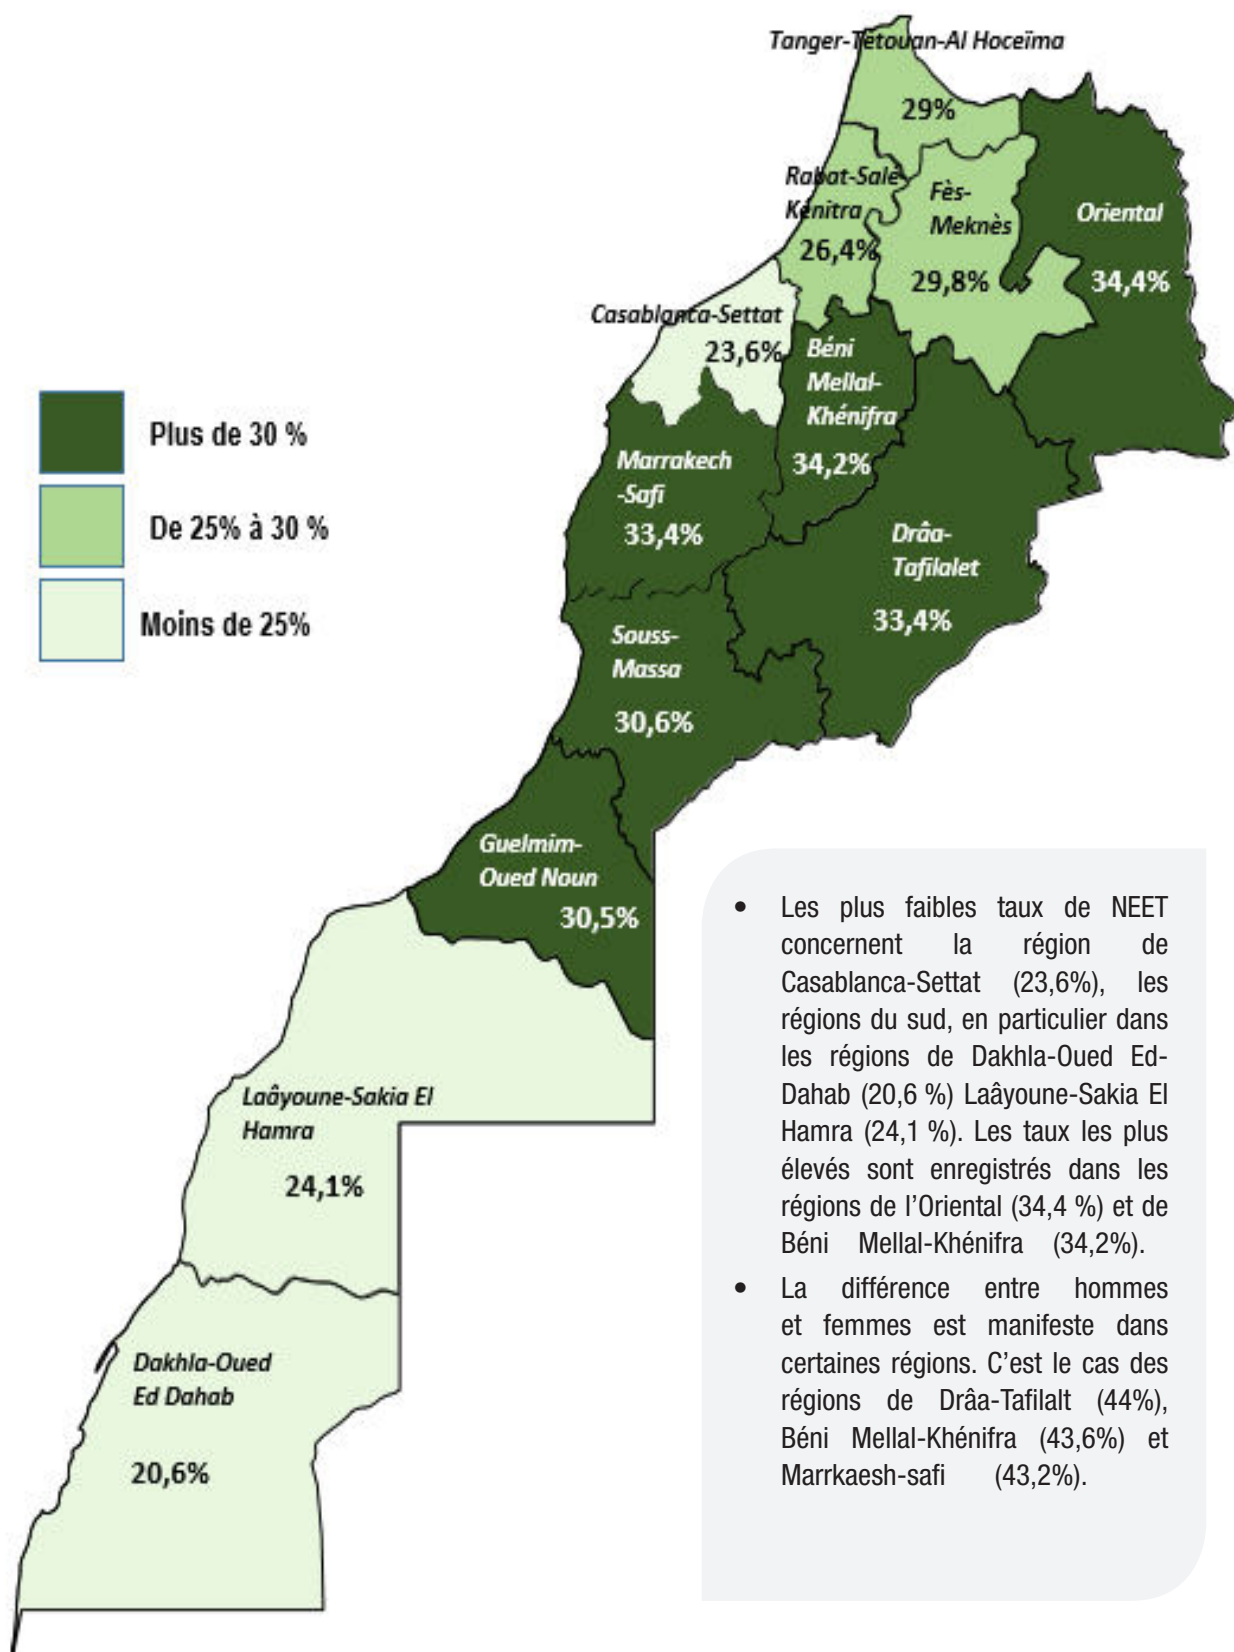 Tanger-Tétouan-Al Hoceïma
29%
Rabat-Salé-
Kénitra
26,4%
Fès-
Meknès
29,8%
Oriental
34,4%
Casablanca-Settat
23,6%
Béni
Mellal-
Khénifra
34,2%
Plus de 30 %
De 25% à 30 %
Moins de 25%
Marrakech
-Safi
33,4%
Drâa-
Tafilalet
33,4%
Souss-
Massa
30,6%
Guelmim-
Oued Noun
30,5%
Laâyoune-Sakia El
Hamra
24,1%
Dakhla-Oued
Ed Dahab
20,6%
• Les plus faibles taux de NEET
concernent la région de
Casablanca-Settat (23,6%), les
régions du sud, en particulier dans
les régions de Dakhla-Oued Ed-
Dahab (20,6 %) Laâyoune-Sakia El
Hamra (24,1 %). Les taux les plus
élevés sont enregistrés dans les
régions de l’Oriental (34,4 %) et de
Béni Mellal-Khénifra (34,2%).
• La différence entre hommes
et femmes est manifeste dans
certaines régions. C’est le cas des
régions de Drâa-Tafilalt (44%),
Béni Mellal-Khénifra (43,6%) et
Marrkaesh-safi (43,2%).